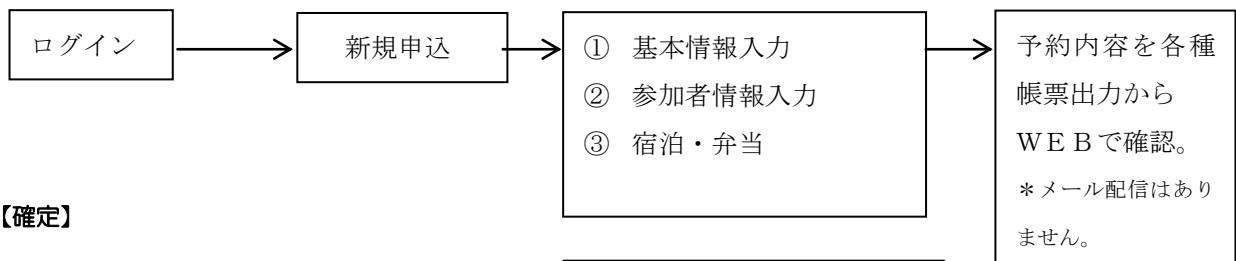 ログイン
新規申込
① 基本情報入力
② 参加者情報入力
③ 宿泊・弁当
予約内容を各種
帳票出力から
ＷＥＢで確認。
＊メール配信はあり
ません。
【確定】